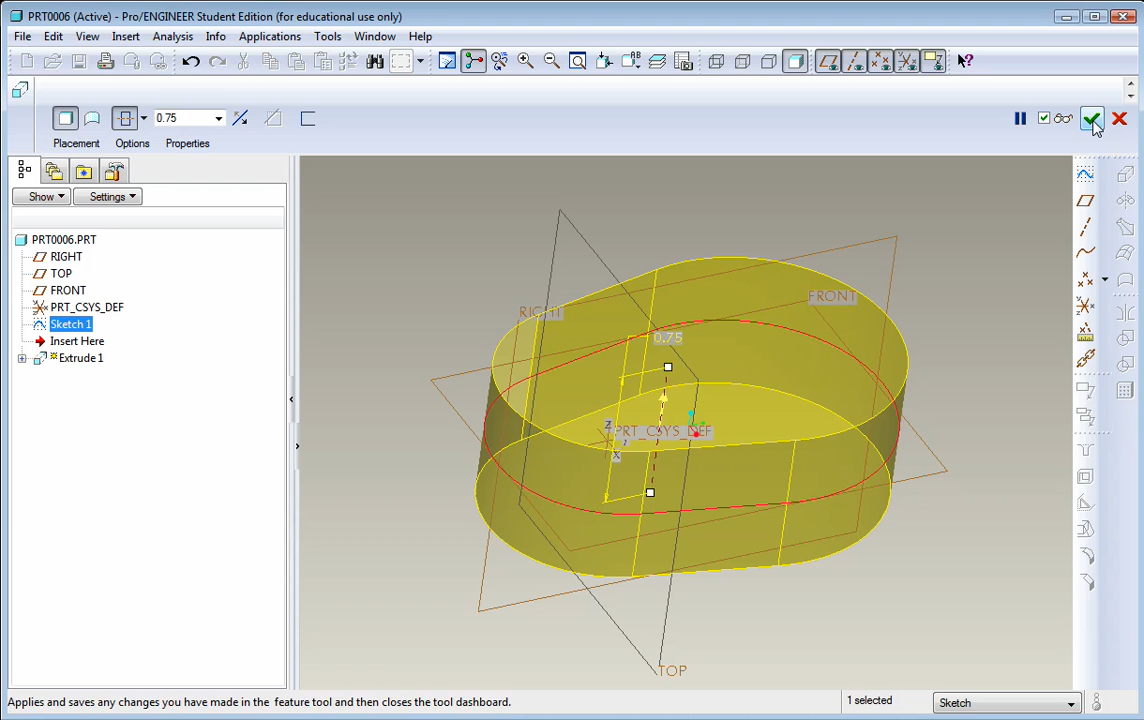 PRT0006 (Active) - Pro/ENGINEER Student Edition (for educational use only)
File Edit View Insert Analysis Info Applications Tools Window Help
0.75
Placement Options Properties
Show Settings
PRT0006.PRT
RIGHT
TOP
FRONT
PRT_CSYS_DEF
Sketch 1
Insert Here
Extrude 1
RIGHT
FRONT
0.75
Z
PRT_CSYS_DEF
X
TOP
Applies and saves any changes you have made in the feature tool and then closes the tool dashboard.
1 selected
Sketch